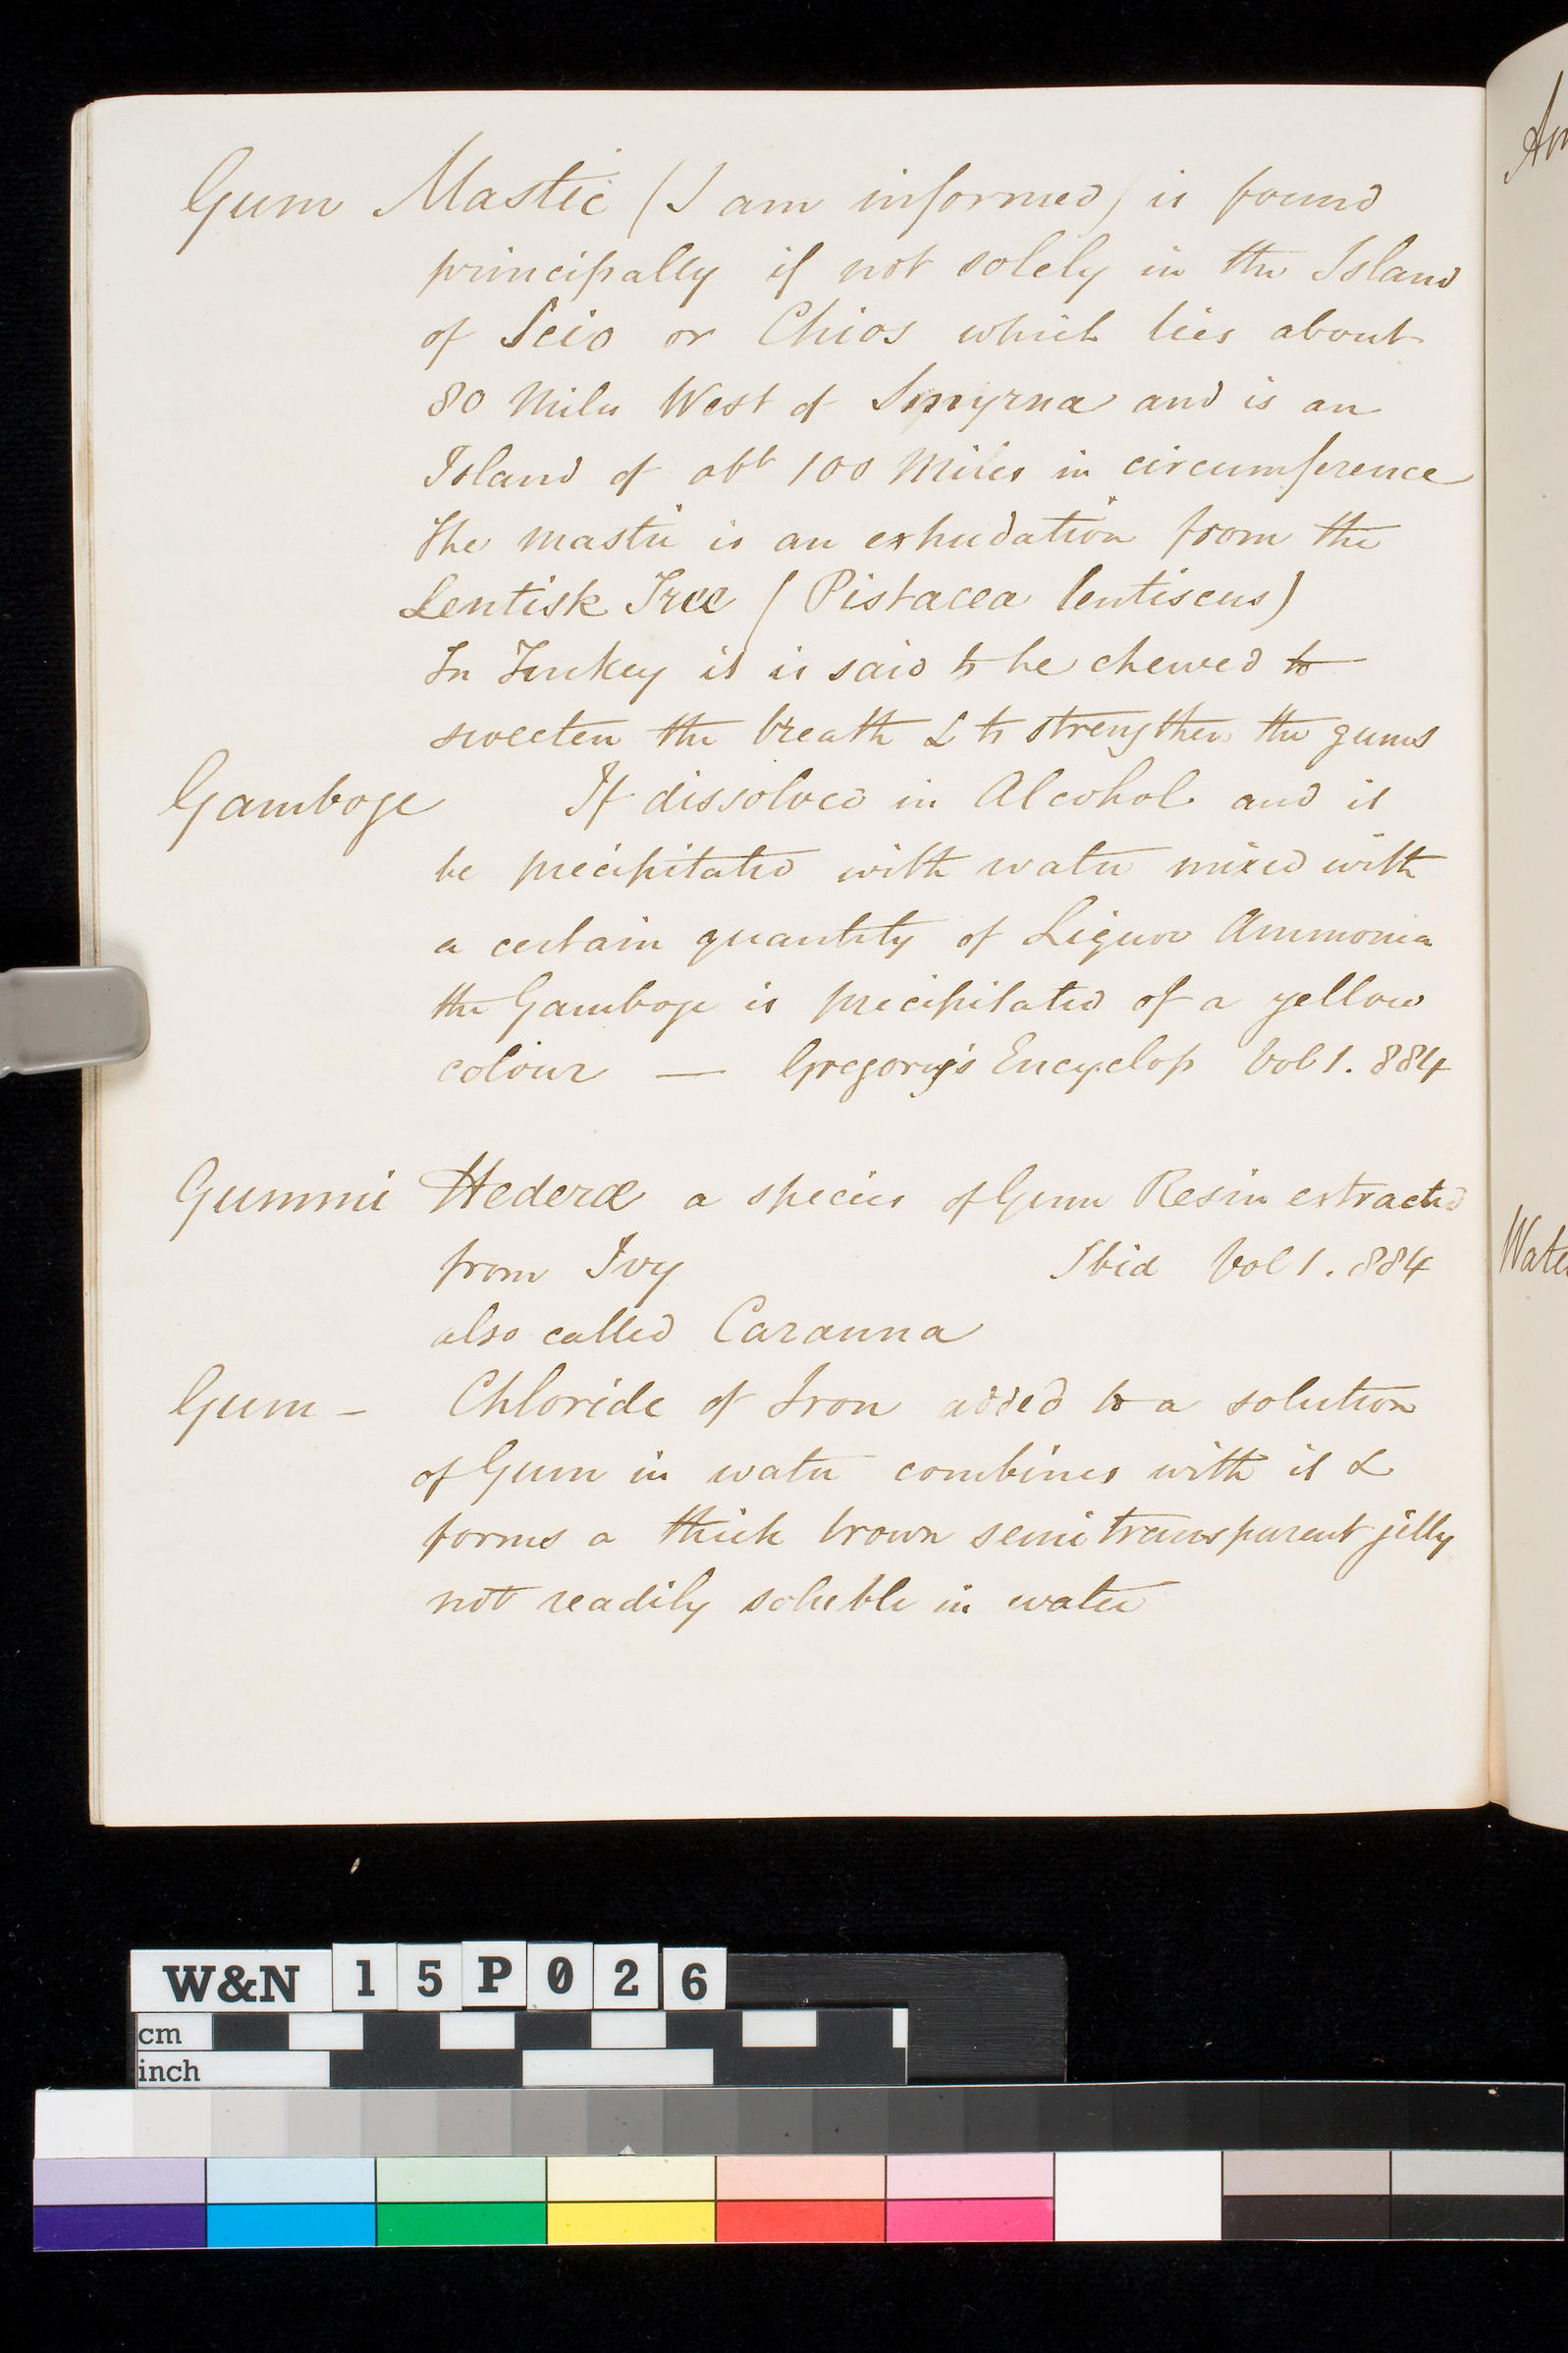 Gum Mastic (I am informed) is found
principally if not solely in the Island
of Scio or Chios which lies about
80 Miles West of Smyrna and is an
Island of abt 100 Miles in circumference
The mastic is an exhudation from the
Lentisk Tree (Pistacea lentiscus)
In Turkey it is said to be chewed to
sweeten the breath & to strengthen the gums
Gamboge If dissolved in Alcohol and it
be precipitated with water mixed with
a certain quantity of Liquor Ammonia
the Gamboge is precipitated of a yellow
colour — Gregory's Encyclop Vol 1. 884
Gummi Hederæ a species of Gum Resin extracted
from Ivy Ibid Vol 1. 884
also called Caranna
Gum – Chloride of Iron added to a solution
of Gum in water combines with it &
forms a thick brown semitransparent jelly
not readily soluble in water
Wate
W&N 15P026
cm
inch